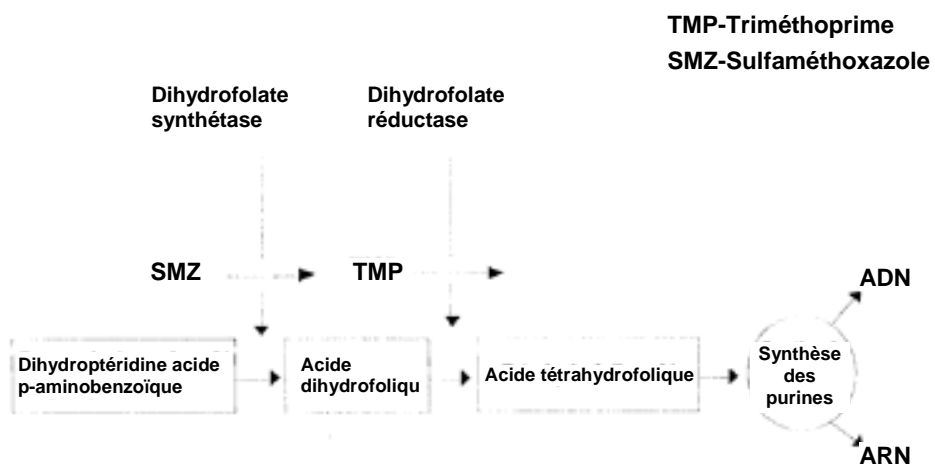 TMP-Triméthoprime
SMZ-Sulfaméthoxazole
Dihydrofolate
synthétase
Dihydrofolate
réductase
SMZ
TMP
ADN
Dihydroptéridine acide
p-aminobenzoïque
Acide
dihydrofoliqu
Acide tétrahydrofolique
Synthèse
des
purines
ARN